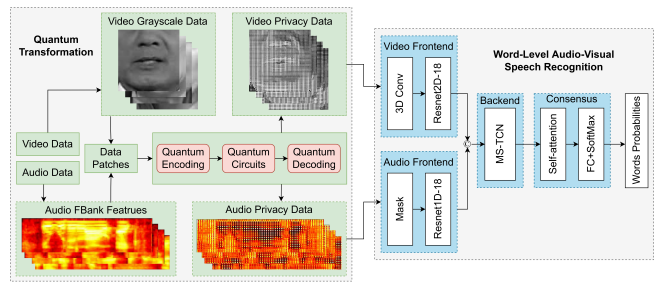 Quantum
Transformation
Video Grayscale Data
Video Privacy Data
Video Data
Audio Data
Data
Patches
Quantum
Encoding
Quantum
Circuits
Quantum
Decoding
Audio FBank Featrues
Audio Privacy Data
Word-Level Audio-Visual
Speech Recognition
Video Frontend
3D Conv
Resnet2D-18
Audio Frontend
Mask
Resnet1D-18
C
Backend
MS-TCN
Consensus
Self-attention
FC+SoftMax
Words Probabilities